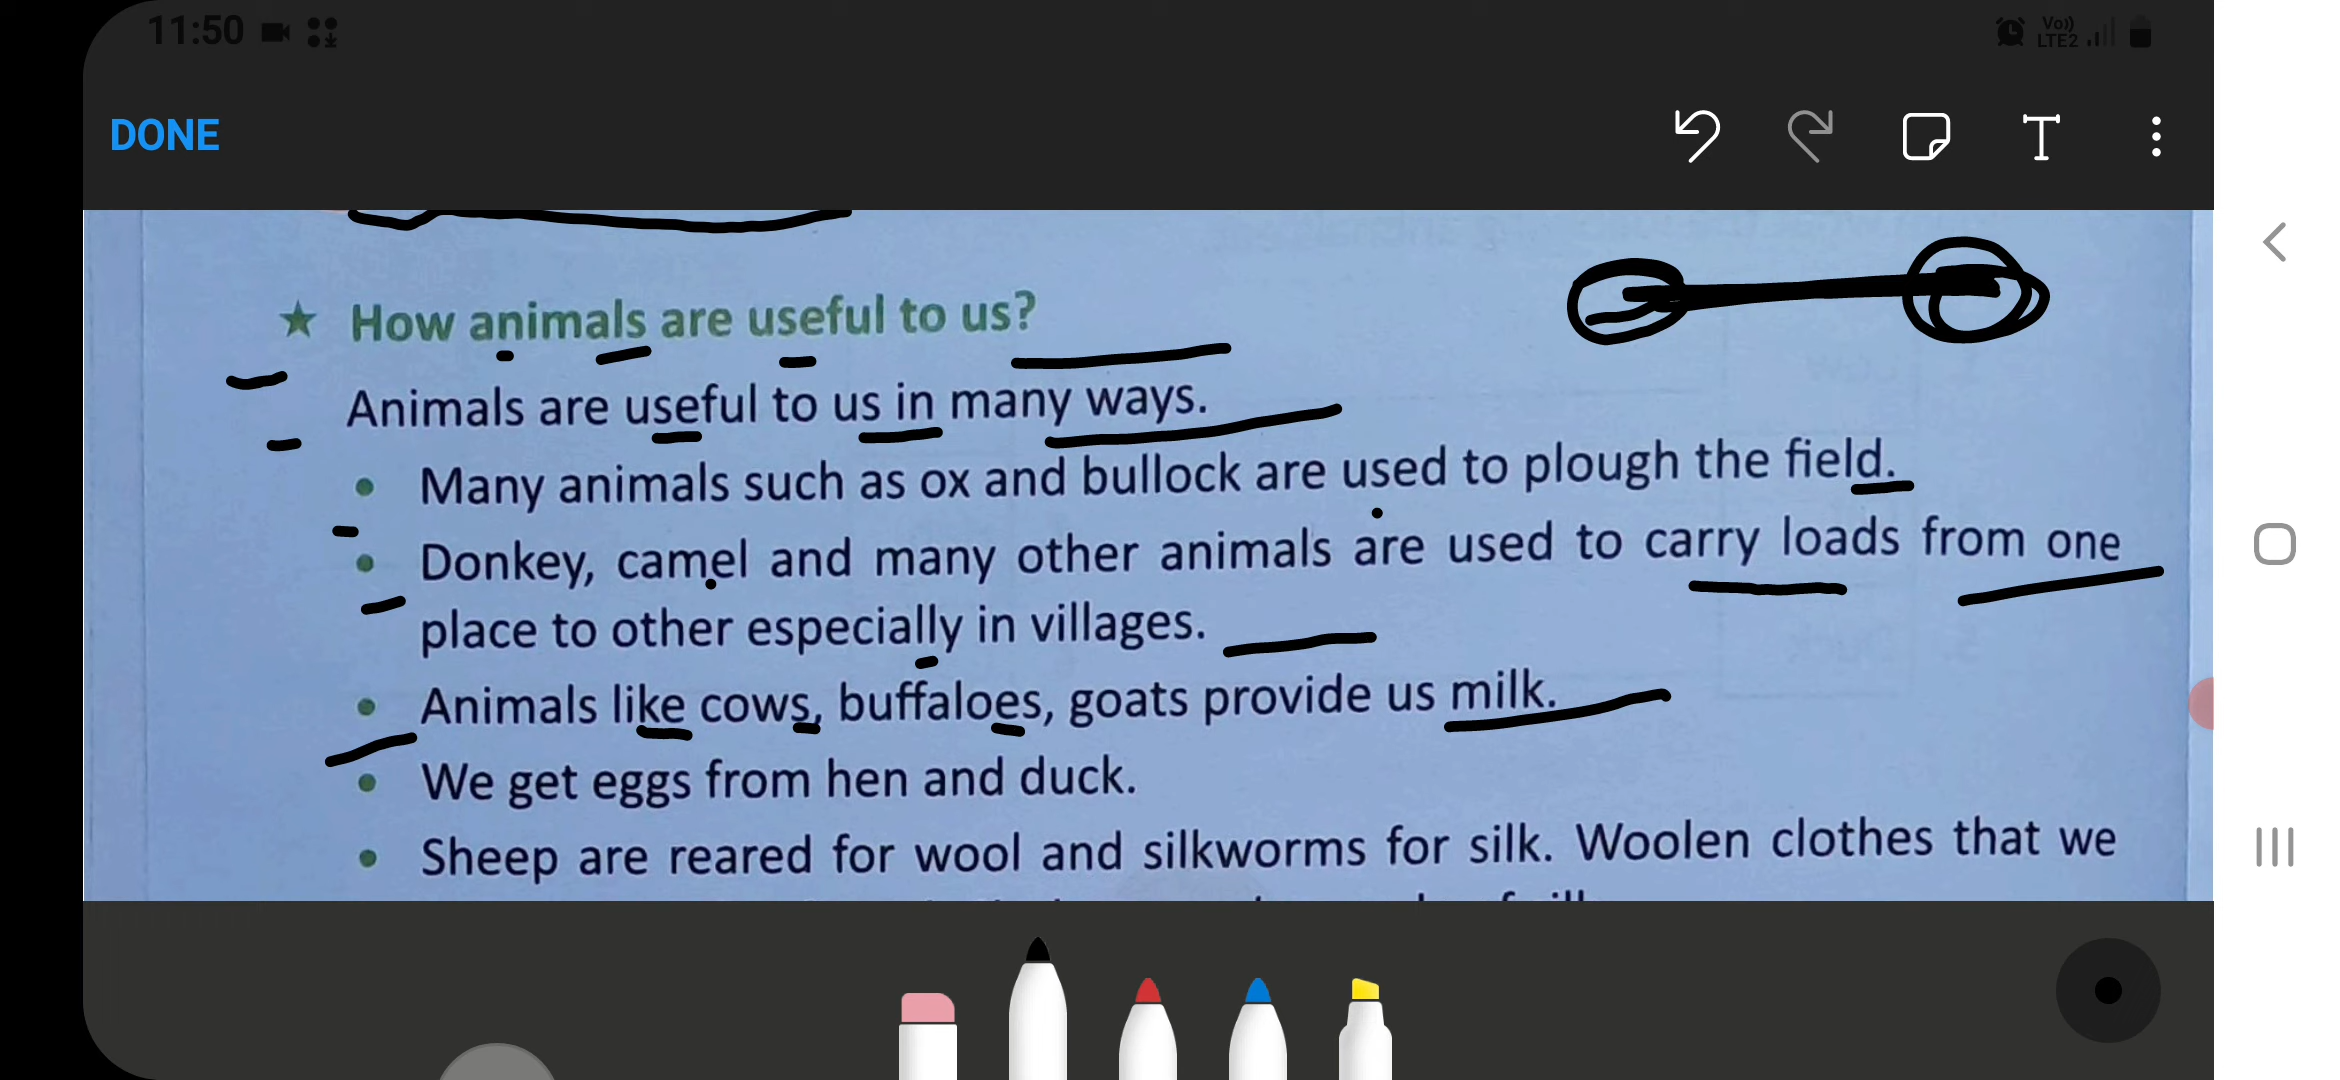 11:50
Vo))
LTE2
DONE
T
★ How animals are useful to us?
Animals are useful to us in many ways.
• Many animals such as ox and bullock are used to plough the field.
• Donkey, camel and many other animals are used to carry loads from one
place to other especially in villages.
• Animals like cows, buffaloes, goats provide us milk.
• We get eggs from hen and duck.
• Sheep are reared for wool and silkworms for silk. Woolen clothes that we